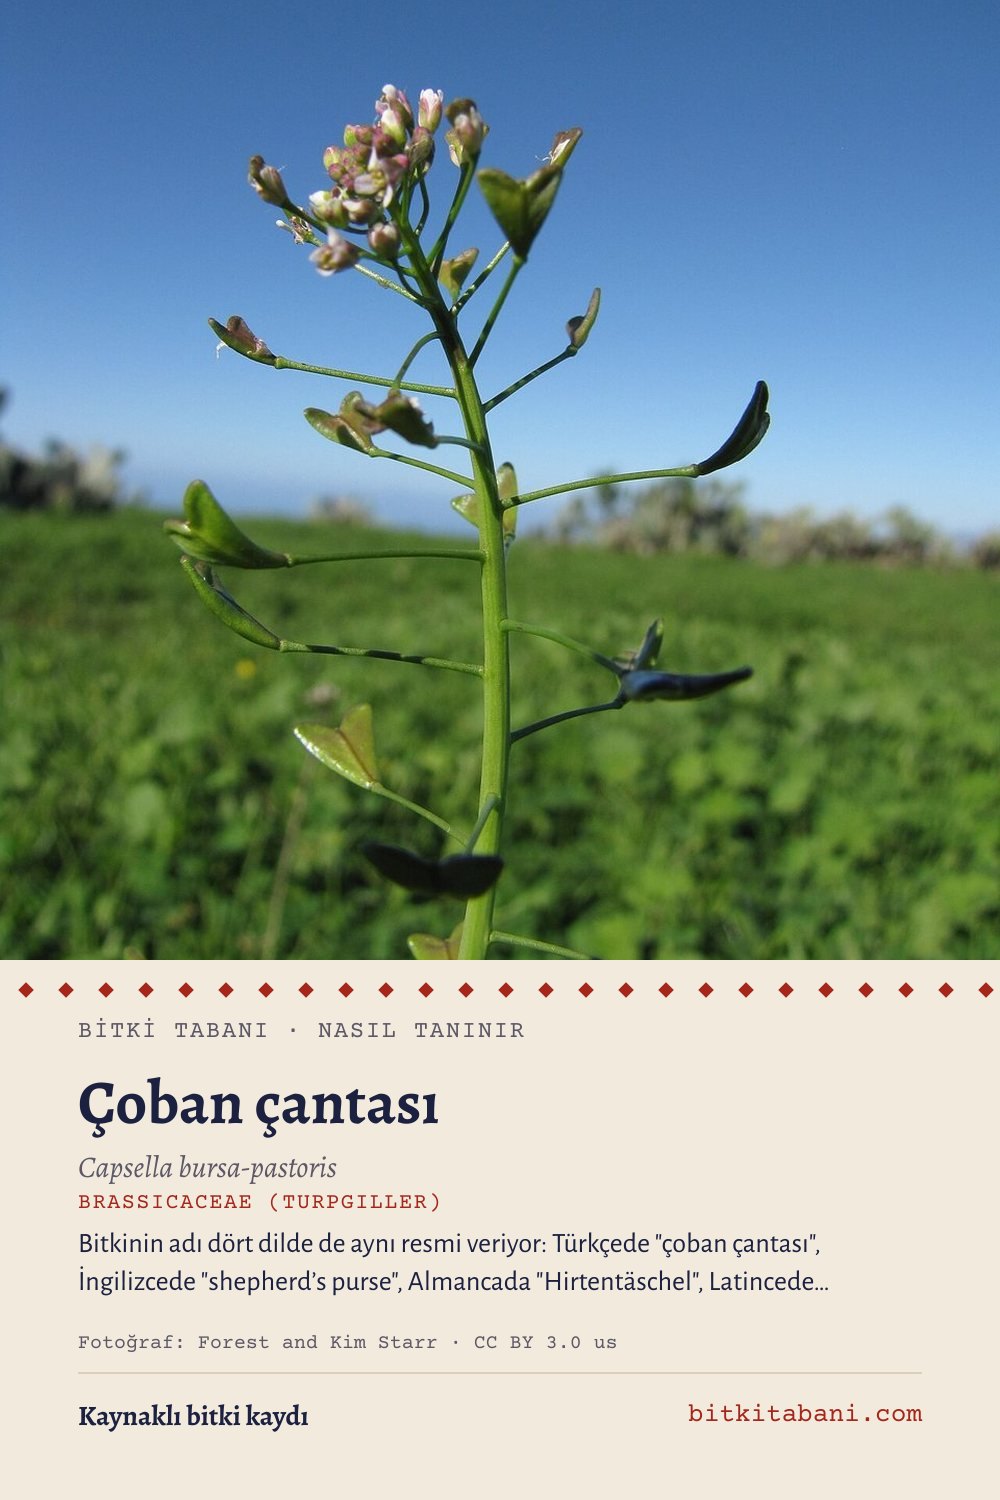 BİTKİ TABANI · NASIL TANINIR
Çoban çantası
Capsella bursa-pastoris
BRASSICACEAE (TURPGİLLER)
Bitkinin adı dört dilde de aynı resmi veriyor: Türkçede "çoban çantası",
İngilizcede "shepherd’s purse", Almancada "Hirtentäschel", Latincede…
Fotoğraf: Forest and Kim Starr · CC BY 3.0 us
Kaynaklı bitki kaydı
bitkitabani.com